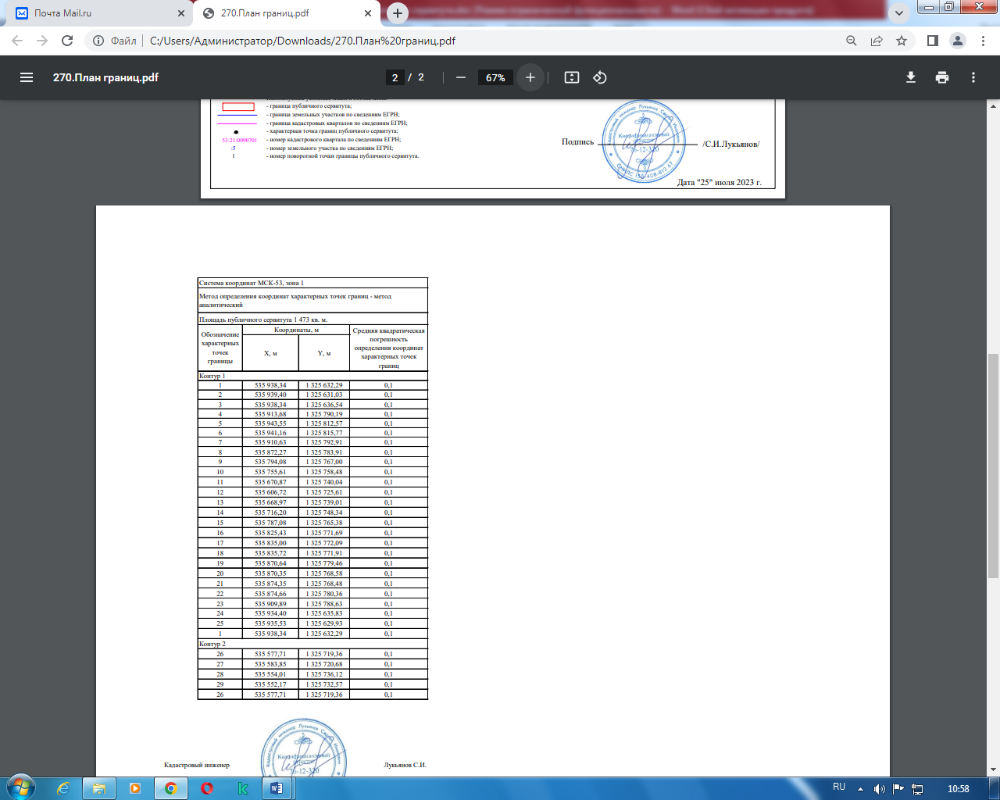 Почта Mail.ru
270.План границ.pdf
Файл C:/Users/Администратор/Downloads/270.План%20границ.pdf
270.План границ.pdf 2 / 2 67%
- граница публичного сервитута;
- граница земельных участков по сведениям ЕГРН;
- граница кадастровых кварталов по сведениям ЕГРН;
- характерная точка границ публичного сервитута;
53:21:0090701 - номер кадастрового квартала по сведениям ЕГРН;
:5 - номер земельного участка по сведениям ЕГРН;
1 - номер поворотной точки границы публичного сервитута.
Подпись /С.И.Лукьянов/
Дата "25" июля 2023 г.
Система координат МСК-53, зона 1
Метод определения координат характерных точек границ - метод
аналитический
Площадь публичного сервитута 1 473 кв. м.
Обозначение характерных точек границы
Координаты, м
X, м
Y, м
Средняя квадратическая погрешность определения координат характерных точек границ
Контур 1
1 535 938,34 1 325 632,29 0,1
2 535 939,40 1 325 631,03 0,1
3 535 938,34 1 325 636,54 0,1
4 535 913,68 1 325 790,19 0,1
5 535 943,55 1 325 812,57 0,1
6 535 941,16 1 325 815,77 0,1
7 535 910,63 1 325 792,91 0,1
8 535 872,27 1 325 783,91 0,1
9 535 794,08 1 325 767,00 0,1
10 535 755,61 1 325 758,48 0,1
11 535 670,87 1 325 740,04 0,1
12 535 606,72 1 325 725,61 0,1
13 535 668,97 1 325 739,01 0,1
14 535 716,20 1 325 748,34 0,1
15 535 787,08 1 325 765,38 0,1
16 535 825,43 1 325 771,69 0,1
17 535 835,00 1 325 772,09 0,1
18 535 835,72 1 325 771,91 0,1
19 535 870,64 1 325 779,46 0,1
20 535 870,35 1 325 768,58 0,1
21 535 874,35 1 325 768,48 0,1
22 535 874,66 1 325 780,36 0,1
23 535 909,89 1 325 788,63 0,1
24 535 934,40 1 325 635,83 0,1
25 535 935,53 1 325 629,93 0,1
1 535 938,34 1 325 632,29 0,1
Контур 2
26 535 577,71 1 325 719,36 0,1
27 535 583,85 1 325 720,68 0,1
28 535 554,01 1 325 736,12 0,1
29 535 552,17 1 325 732,57 0,1
26 535 577,71 1 325 719,36 0,1
Кадастровый инженер Лукьянов С.И.
RU 10:58